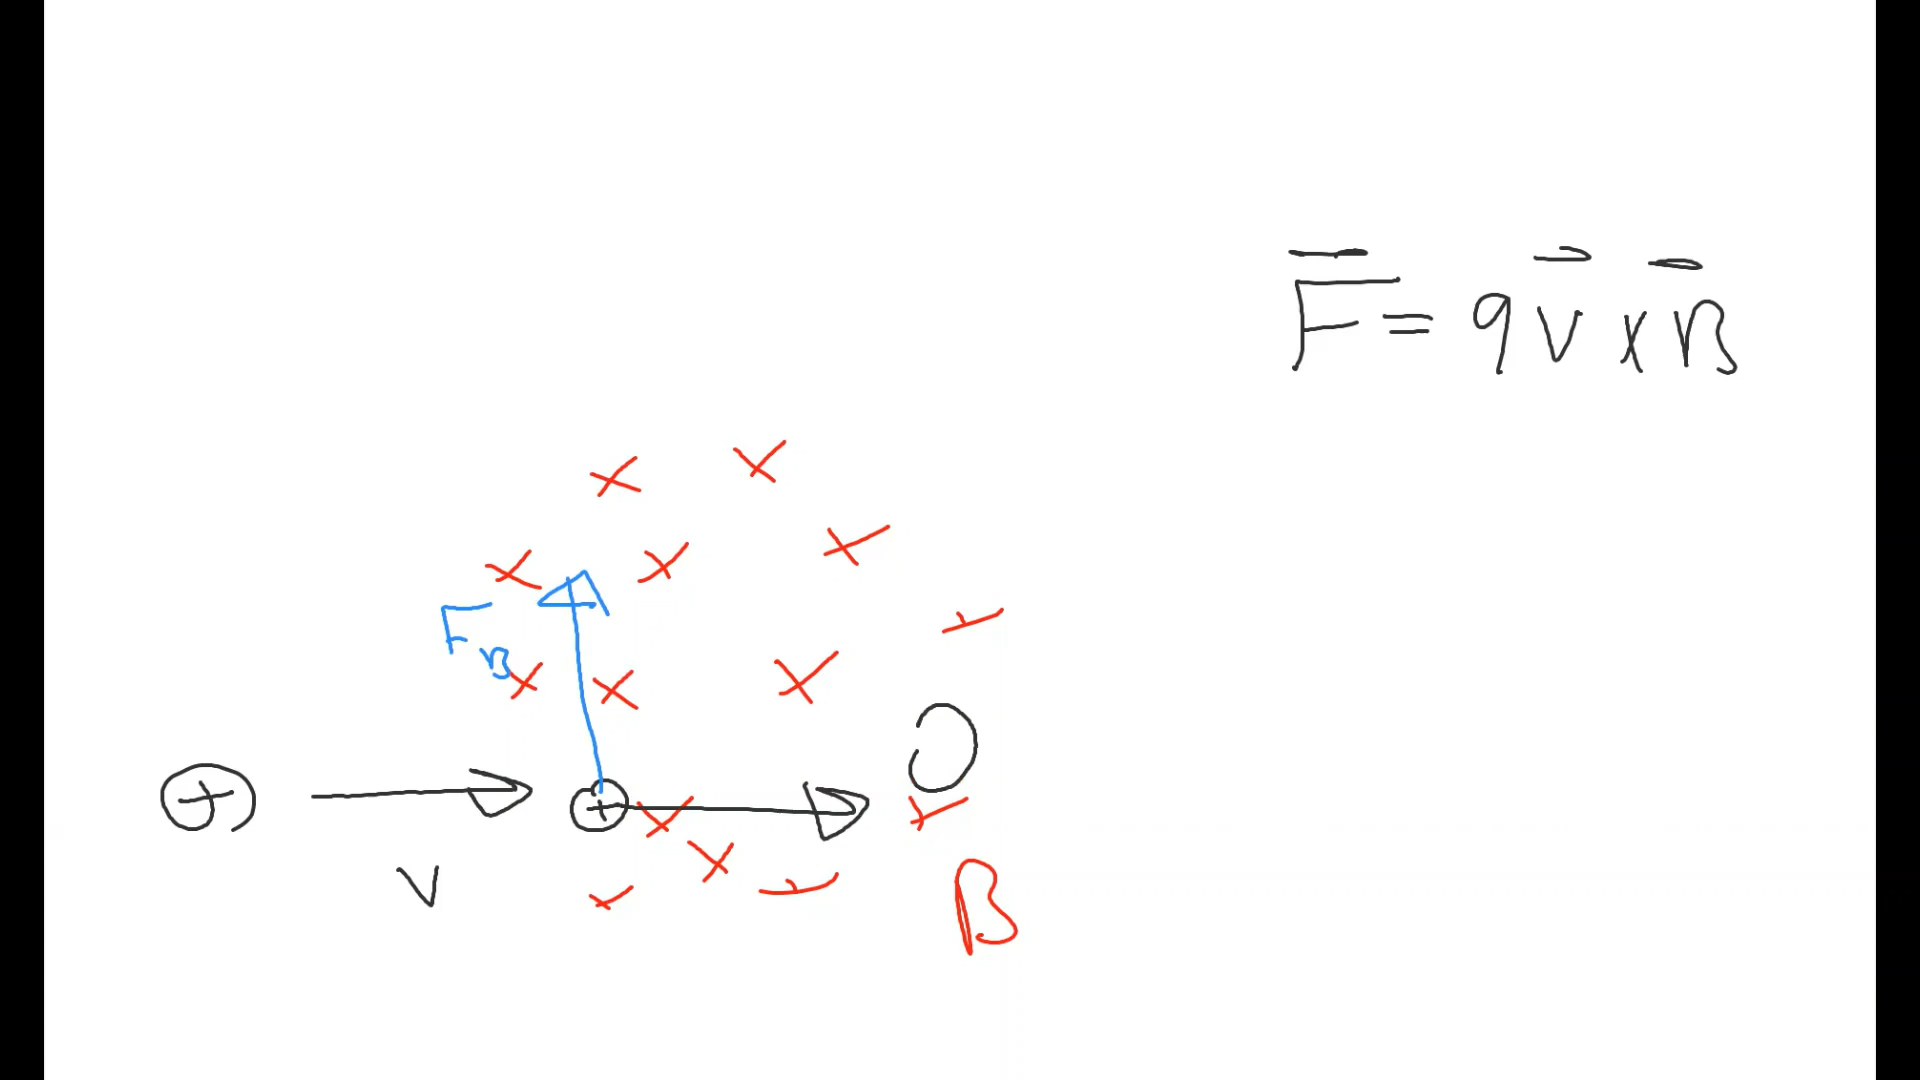 F = qv x B
F_B
+
+
v
B